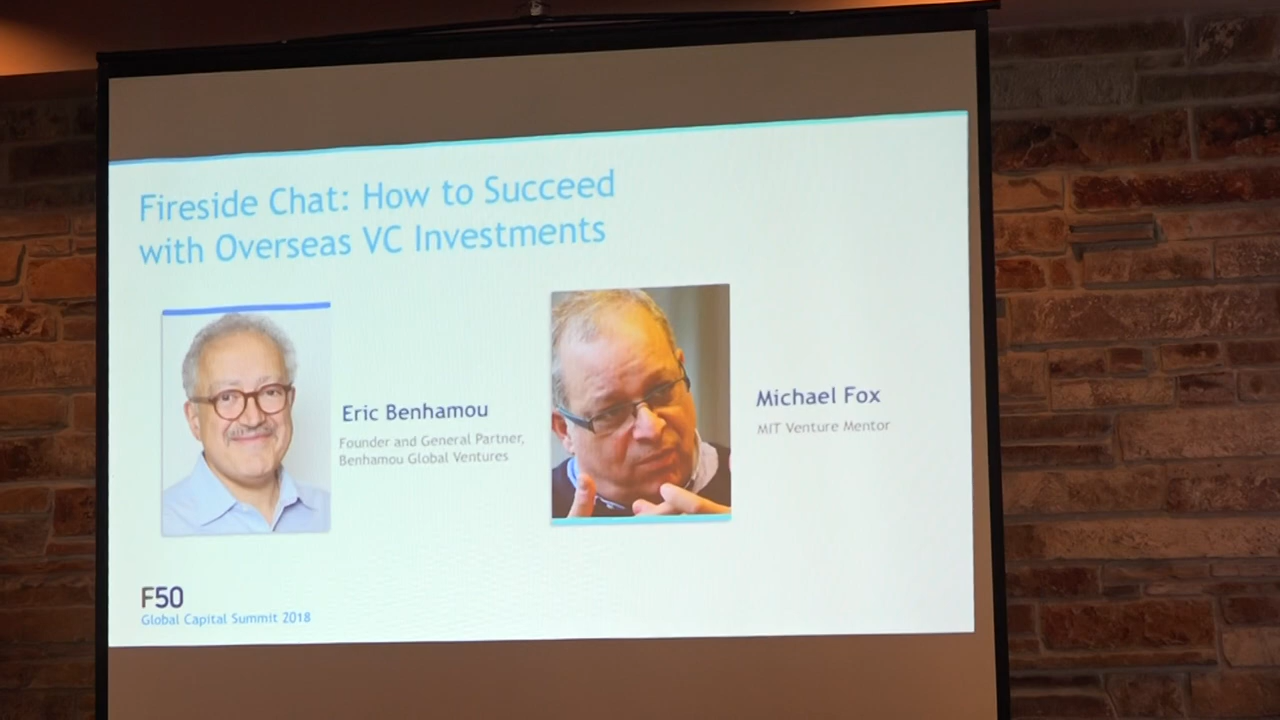 Fireside Chat: How to Succeed
with Overseas VC Investments
Eric Benhamou
Founder and General Partner,
Benhamou Global Ventures
Michael Fox
MIT Venture Mentor
F50
Global Capital Summit 2018